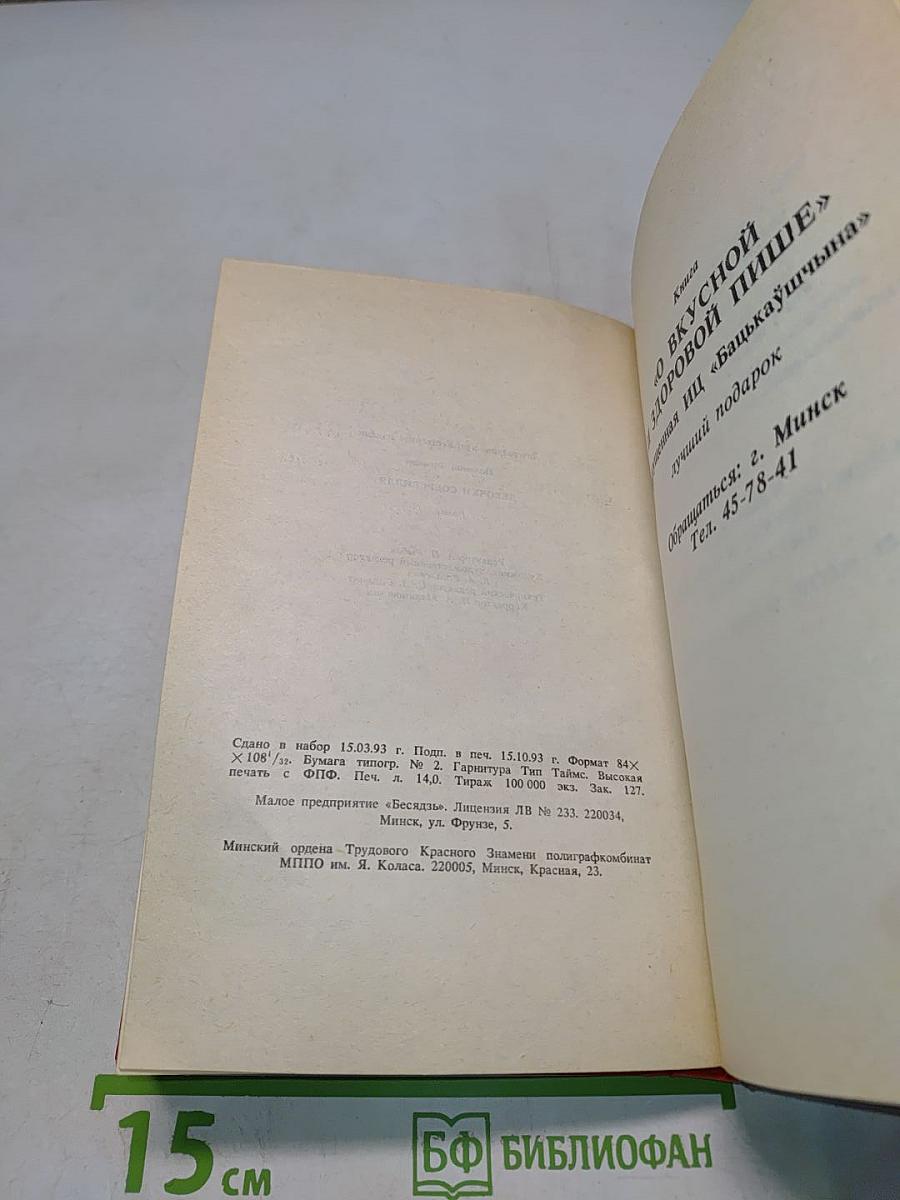 Сдано в набор 15.03.93 г. Подп. в печ. 15.10.93 г. Формат 84×
×108¹/₃₂. Бумага типогр. № 2. Гарнитура Тип Таймс. Высокая
печать с ФПФ. Печ. л. 14,0. Тираж 100 000 экз. Зак. 127.
Малое предприятие «Бесядзь». Лицензия ЛВ № 233. 220034,
Минск, ул. Фрунзе, 5.
Минский ордена Трудового Красного Знамени полиграфкомбинат
МППО им. Я. Коласа. 220005, Минск, Красная, 23.
Книга
«О ВКУСНОЙ
ЗДОРОВОЙ ПИЩЕ»
ИЦ «Бацькаўшчына»
лучший подарок
Обращаться: г. Минск
Тел. 45-78-41
15 см
БФ БИБЛИОФАН